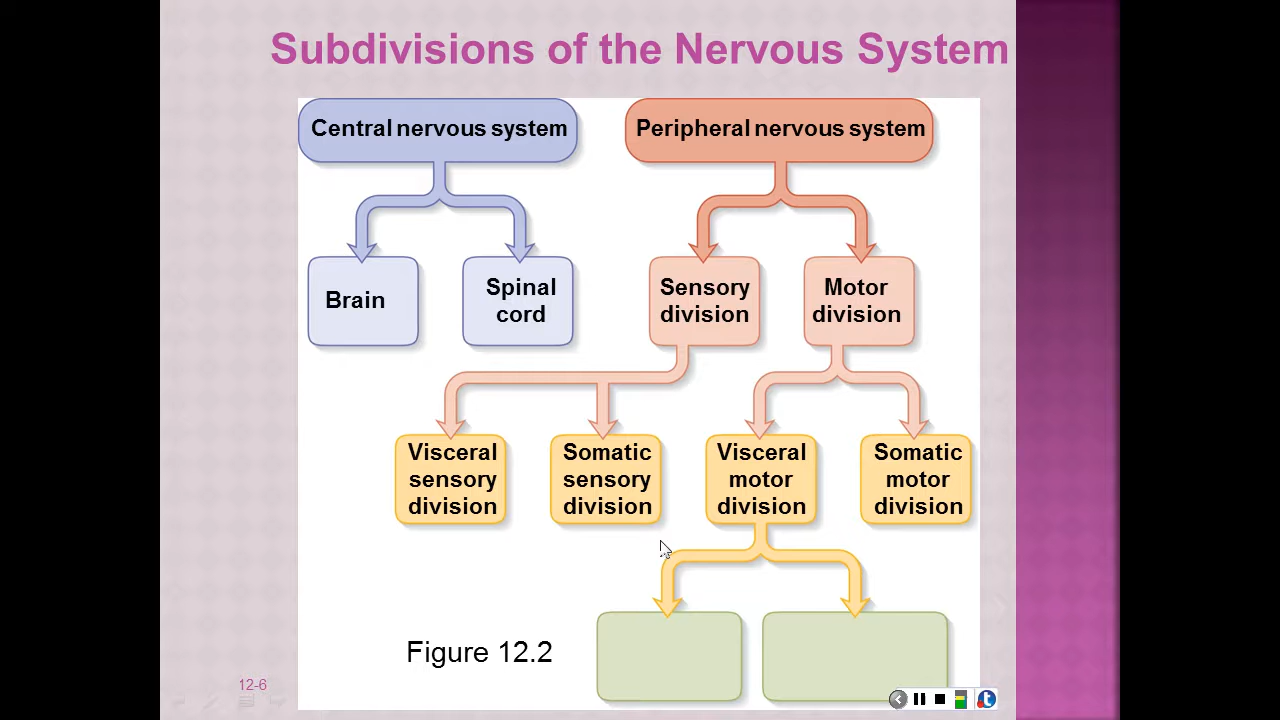 Subdivisions of the Nervous System
Central nervous system
Peripheral nervous system
Brain
Spinal
cord
Sensory
division
Motor
division
Visceral
sensory
division
Somatic
sensory
division
Visceral
motor
division
Somatic
motor
division
Figure 12.2
12-6